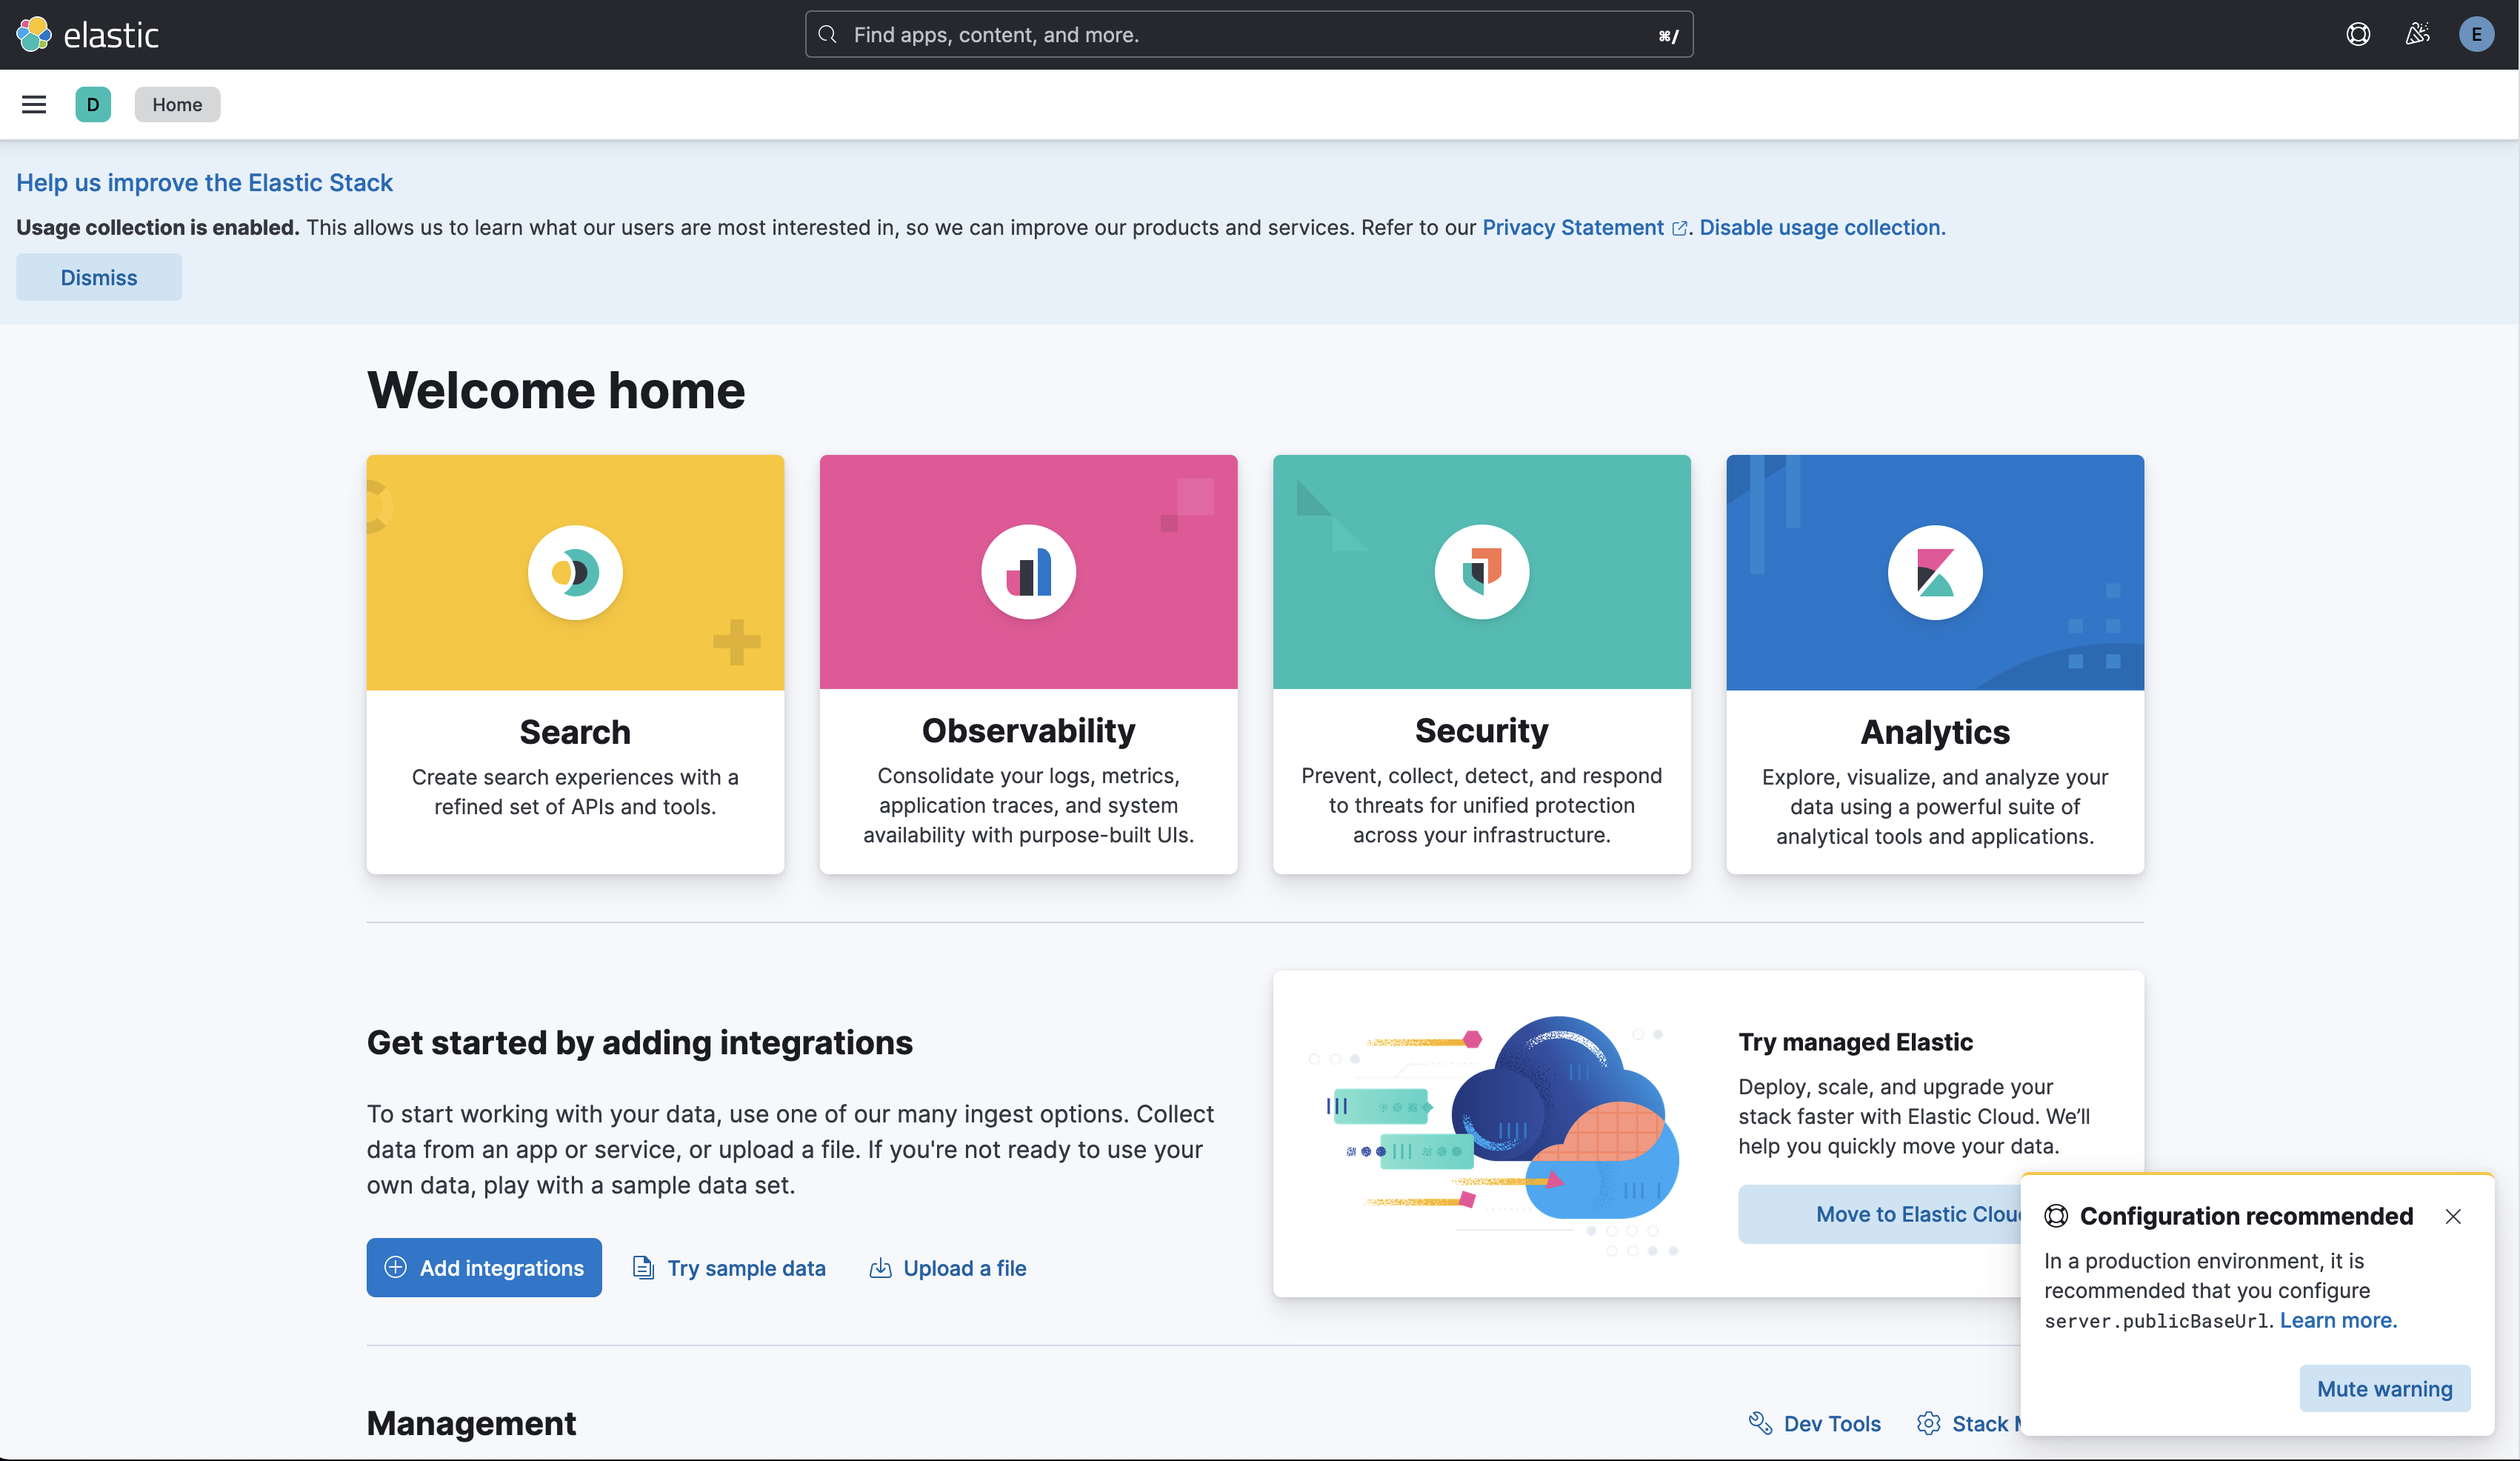 elastic
Find apps, content, and more.
⌘/
E
D
Home
Help us improve the Elastic Stack
Usage collection is enabled. This allows us to learn what our users are most interested in, so we can improve our products and services. Refer to our Privacy Statement. Disable usage collection.
Dismiss
Welcome home
Search
Create search experiences with a
refined set of APIs and tools.
Observability
Consolidate your logs, metrics,
application traces, and system
availability with purpose-built UIs.
Security
Prevent, collect, detect, and respond
to threats for unified protection
across your infrastructure.
Analytics
Explore, visualize, and analyze your
data using a powerful suite of
analytical tools and applications.
Get started by adding integrations
To start working with your data, use one of our many ingest options. Collect
data from an app or service, or upload a file. If you're not ready to use your
own data, play with a sample data set.
Add integrations
Try sample data
Upload a file
Try managed Elastic
Deploy, scale, and upgrade your
stack faster with Elastic Cloud. We’ll
help you quickly move your data.
Move to Elastic
Configuration recommended
In a production environment, it is
recommended that you configure
server.publicBaseUrl. Learn more.
Mute warning
Management
Dev Tools
Stack